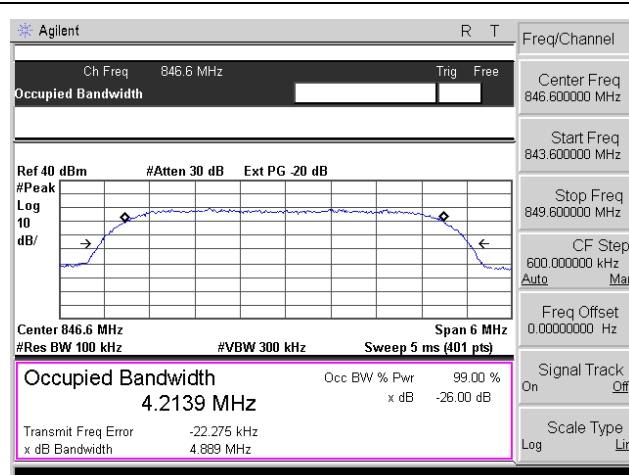 Agilent R T
Freq/Channel
Ch Freq 846.6 MHz Trig Free
Occupied Bandwidth
Center Freq
846.600000 MHz
Start Freq
843.600000 MHz
Stop Freq
849.600000 MHz
CF Step
600.000000 kHz
Auto Mar
Freq Offset
0.00000000 Hz
Signal Track
On Off
Scale Type
Log Lir
Ref 40 dBm #Atten 30 dB Ext PG -20 dB
#Peak
Log
10
dB/
Center 846.6 MHz Span 6 MHz
#Res BW 100 kHz #VBW 300 kHz Sweep 5 ms (401 pts)
Occupied Bandwidth Occ BW % Pwr 99.00 %
4.2139 MHz x dB -26.00 dB
Transmit Freq Error -22.275 kHz
x dB Bandwidth 4.889 MHz